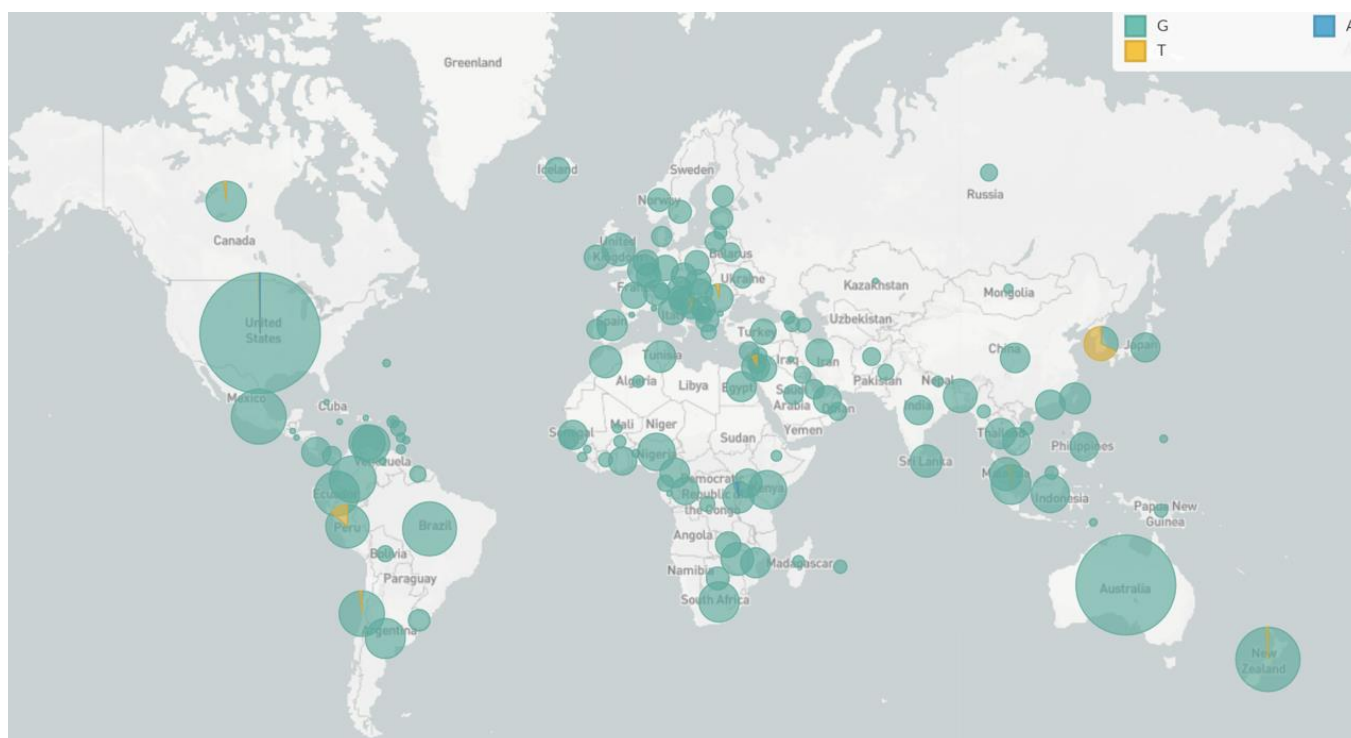 G
A
T
Greenland
Iceland
Sweden
Russia
Norway
Canada
United
Kingdom
Belarus
Ukraine
Kazakhstan
Mongolia
United
States
Spain
Italy
Turkey
Uzbekistan
China
Japan
Tunisia
Iraq
Iran
Algeria
Libya
Egypt
Saudi
Arabia
Pakistan
Nepal
Mexico
Cuba
Oman
India
Mali
Niger
Sudan
Yemen
Senegal
Thailand
Philippines
Nigeria
Venezuela
Sri Lanka
Ecuador
Democratic
Republic of
the Congo
Kenya
Indonesia
Papua New
Guinea
Peru
Brazil
Angola
Bolivia
Namibia
Madagascar
Paraguay
South Africa
Australia
Argentina
New
Zealand